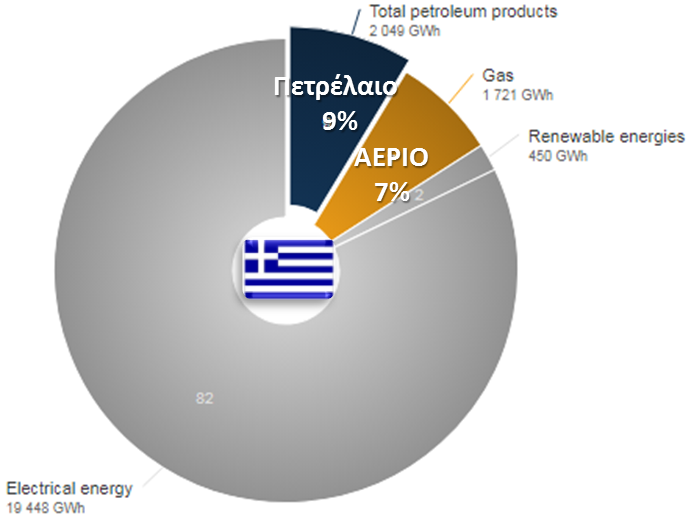 Total petroleum products
2 049 GWh
Πετρέλαιο
9%
Gas
1 721 GWh
ΑΕΡΙΟ
7%
Renewable energies
450 GWh
2
82
Electrical energy
19 448 GWh